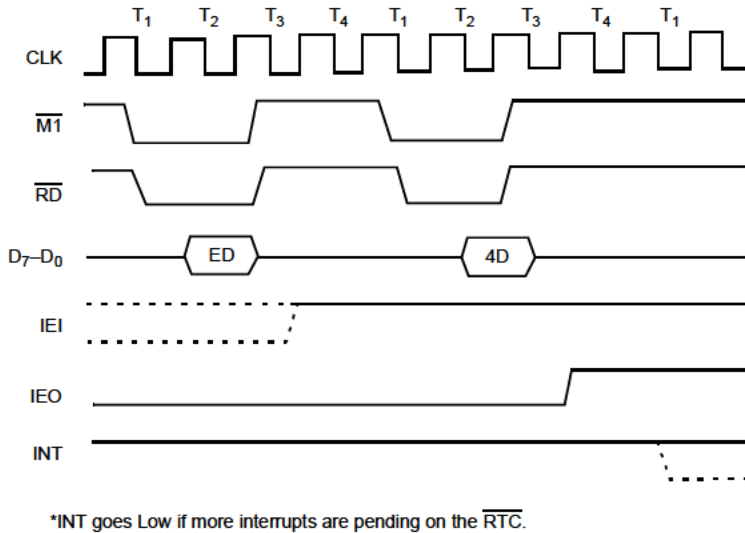 T1 T2 T3 T4 T1 T2 T3 T4 T1
CLK
M1
RD
D7–D0 ED 4D
IEI
IEO
INT
*INT goes Low if more interrupts are pending on the RTC.